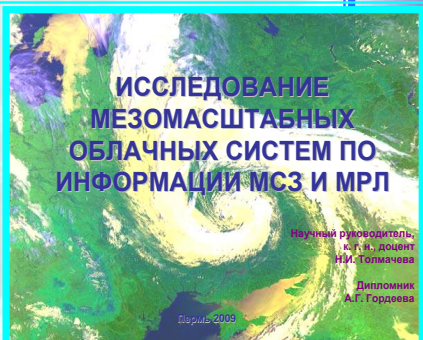 ИССЛЕДОВАНИЕ
МЕЗОМАСШТАБНЫХ
ОБЛАЧНЫХ СИСТЕМ ПО
ИНФОРМАЦИИ МСЗ И МРЛ
Научный руководитель,
к. г. н., доцент
Н.И. Толмачева
Дипломник
А.Г. Гордеева
Пермь 2009